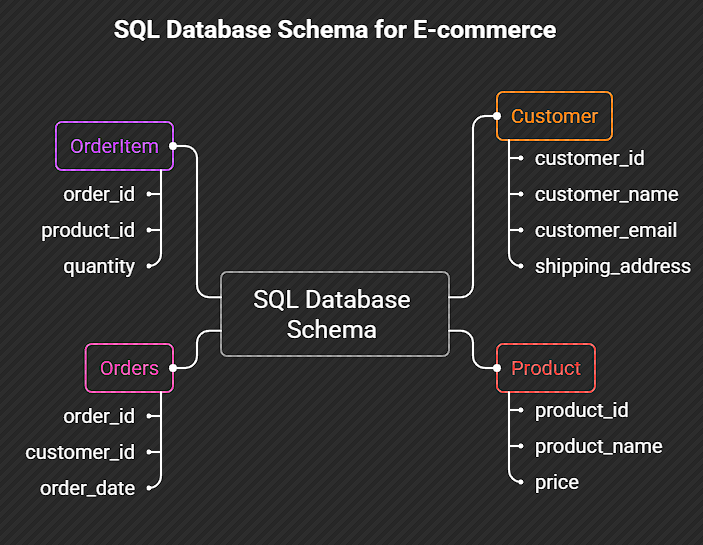 SQL Database Schema for E-commerce
OrderItem
order_id
product_id
quantity
Customer
customer_id
customer_name
customer_email
shipping_address
SQL Database
Schema
Orders
order_id
customer_id
order_date
Product
product_id
product_name
price